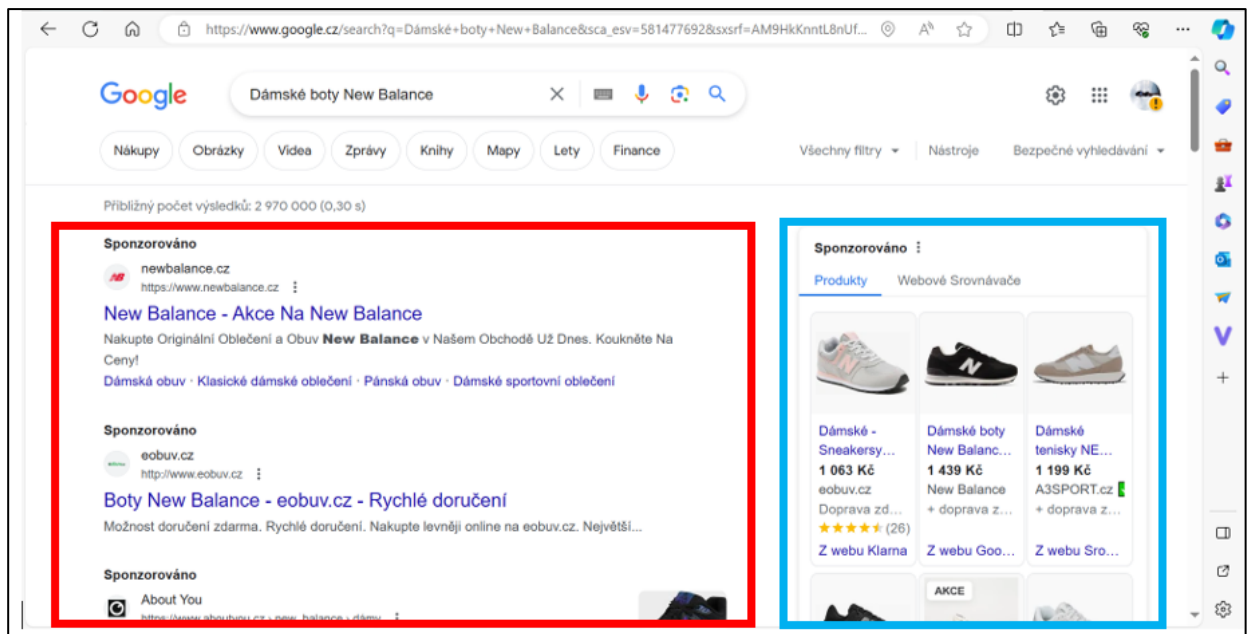 https://www.google.cz/search?q=Dámské+boty+New+Balance&sca_esv=581477692&sxsrf=AM9HkKnntL8nUf...
Google
Dámské boty New Balance
Nákupy Obrázky Videa Zprávy Knihy Mapy Lety Finance
Všechny filtry Nástroje Bezpečné vyhledávání
Přibližný počet výsledků: 2 970 000 (0,30 s)
Sponzorováno
newbalance.cz
https://www.newbalance.cz
New Balance - Akce Na New Balance
Nakupte Originální Oblečení a Obuv New Balance v Našem Obchodě Už Dnes. Koukněte Na
Ceny!
Dámská obuv · Klasické dámské oblečení · Pánská obuv · Dámské sportovní oblečení
Sponzorováno
eobuv.cz
http://www.eobuv.cz
Boty New Balance - eobuv.cz - Rychlé doručení
Možnost doručení zdarma. Rychlé doručení. Nakupte levněji online na eobuv.cz. Největší...
Sponzorováno
About You
https://www.aboutyou.cz › new_balance › dámy
Sponzorováno
Produkty Webové Srovnávače
Dámské -
Sneakersy...
1 063 Kč
eobuv.cz
Doprava zd...
(26)
Z webu Klarna
Dámské boty
New Balanc...
1 439 Kč
New Balance
+ doprava z...
Z webu Goo...
Dámské
tenisky NE...
1 199 Kč
A3SPORT.cz
+ doprava z...
Z webu Sro...
AKCE